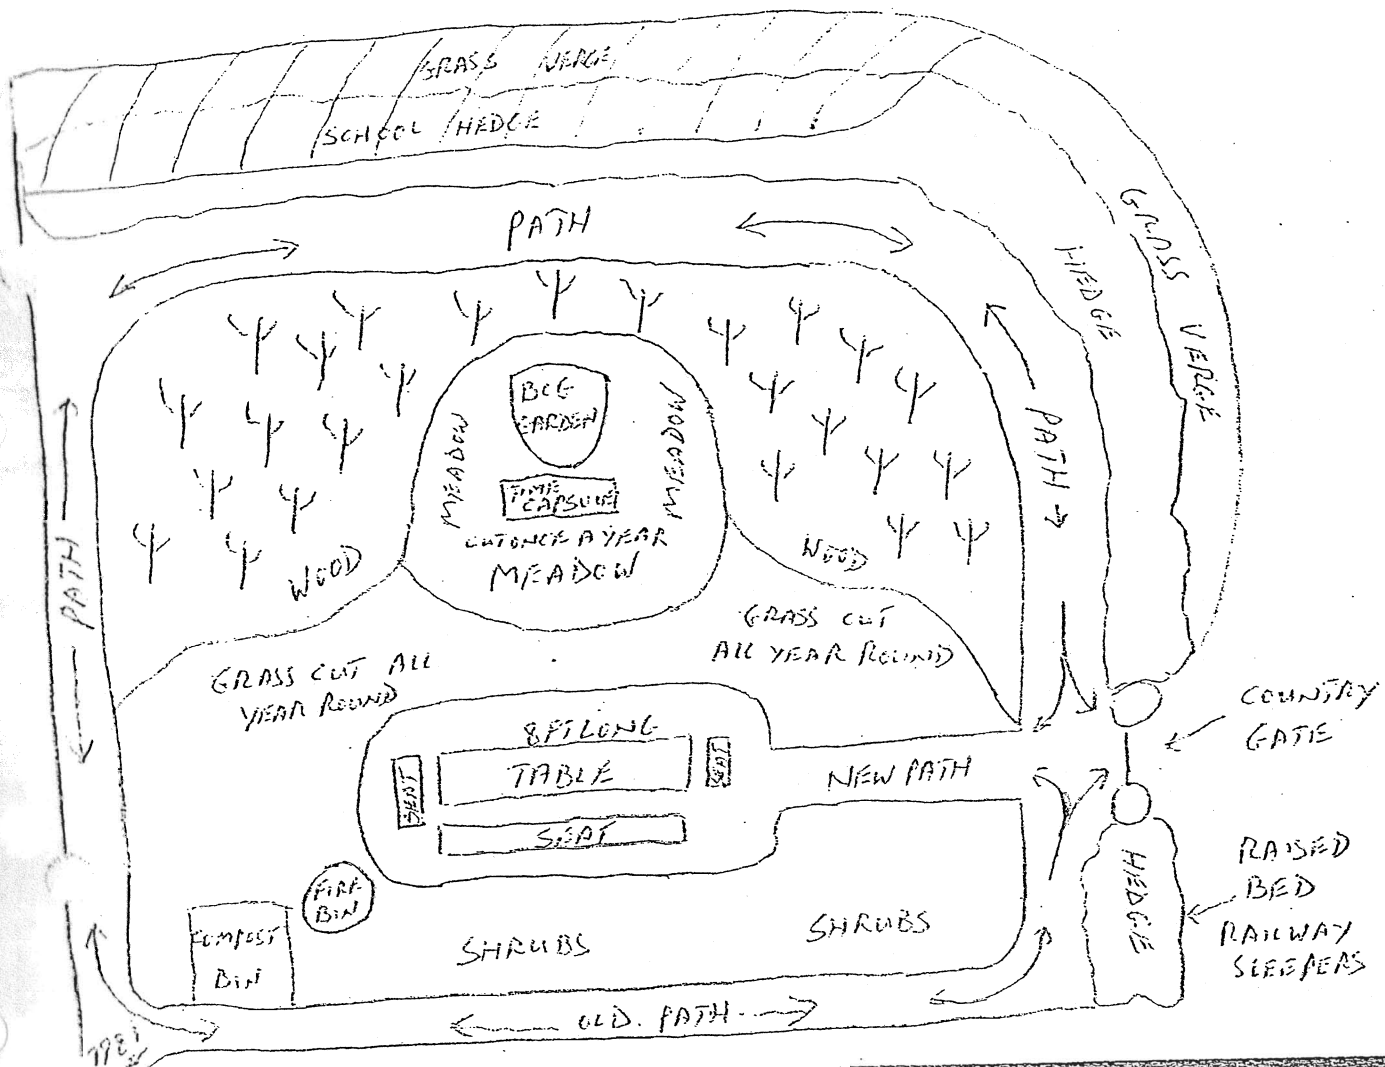 GRASS VERGE
SCHOOL HEDGE
PATH
GRASS VERGE
HEDGE
PATH
BCG
GARDEN
MEADOW
MEADOW
TIME
CAPSULE
CUT ONCE A YEAR
MEADOW
WOOD
WOOD
PATH
GRASS CUT
ALL YEAR ROUND
GRASS CUT ALL
YEAR ROUND
COUNTRY
GATE
8FT LONG
TABLE
SEAT
SEAT
SEAT
NEW PATH
FIRE
BIN
COMPOST
BIN
SHRUBS
SHRUBS
HEDGE
RAISED
BED
RAILWAY
SLEEPERS
OLD. PATH